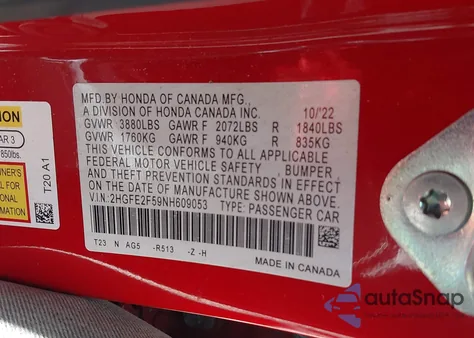 MFD.BY HONDA OF CANADA MFG.,
A DIVISION OF HONDA CANADA INC. 10/'22
GVWR 3880LBS GAWR F 2072LBS R 1840LBS
GVWR 1760KG GAWR F 940KG R 835KG
THIS VEHICLE CONFORMS TO ALL APPLICABLE
FEDERAL MOTOR VEHICLE SAFETY, BUMPER
AND THEFT PREVENTION STANDARDS IN EFFECT
ON THE DATE OF MANUFACTURE SHOWN ABOVE.
V.I.N:2HGFE2F59NH609053 TYPE: PASSENGER CAR
T23 N AG5 -R513 -Z -H
MADE IN CANADA
T20 A1
autoSnap